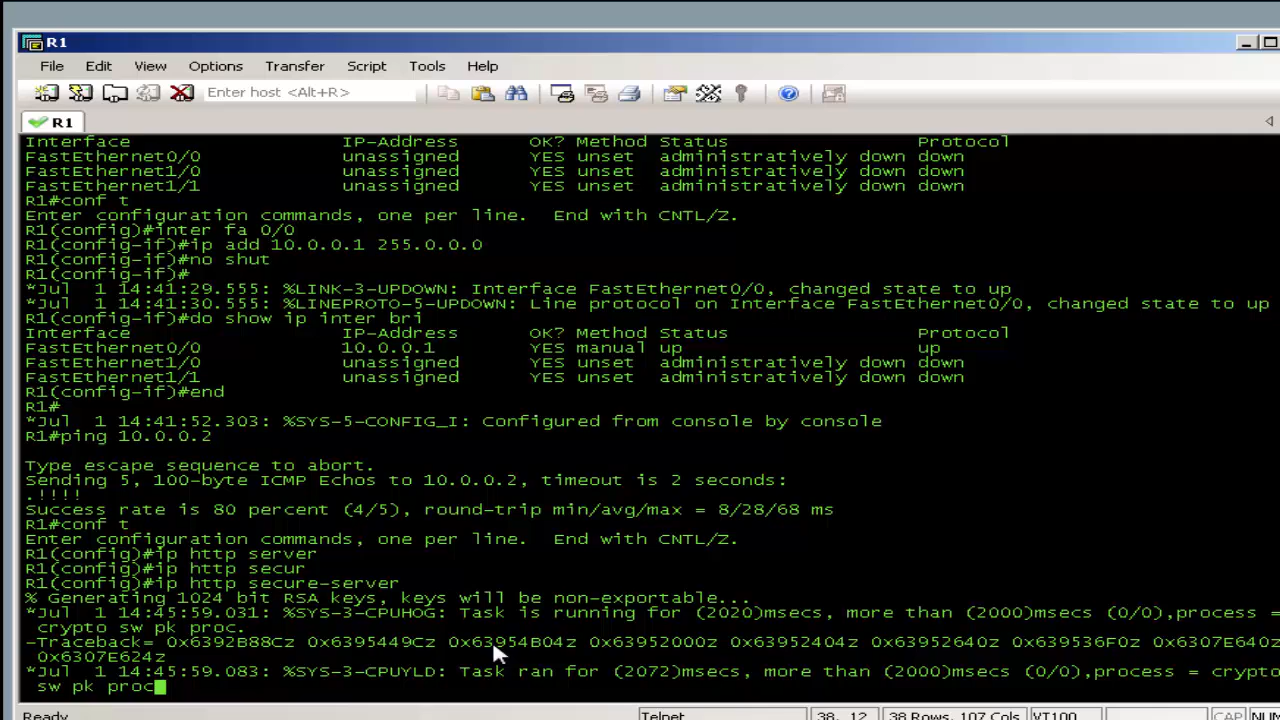 R1
File Edit View Options Transfer Script Tools Help
Enter host <Alt+R>
R1
Interface IP-Address OK? Method Status Protocol
FastEthernet0/0 unassigned YES unset administratively down down
FastEthernet1/0 unassigned YES unset administratively down down
FastEthernet1/1 unassigned YES unset administratively down down
R1#conf t
Enter configuration commands, one per line. End with CNTL/Z.
R1(config)#inter fa 0/0
R1(config-if)#ip add 10.0.0.1 255.0.0.0
R1(config-if)#no shut
R1(config-if)#
*Jul 1 14:41:29.555: %LINK-3-UPDOWN: Interface FastEthernet0/0, changed state to up
*Jul 1 14:41:30.555: %LINEPROTO-5-UPDOWN: Line protocol on Interface FastEthernet0/0, changed state to up
R1(config-if)#do show ip inter bri
Interface IP-Address OK? Method Status Protocol
FastEthernet0/0 10.0.0.1 YES manual up up
FastEthernet1/0 unassigned YES unset administratively down down
FastEthernet1/1 unassigned YES unset administratively down down
R1(config-if)#end
R1#
*Jul 1 14:41:52.303: %SYS-5-CONFIG_I: Configured from console by console
R1#ping 10.0.0.2
Type escape sequence to abort.
Sending 5, 100-byte ICMP Echos to 10.0.0.2, timeout is 2 seconds:
.!!!!
Success rate is 80 percent (4/5), round-trip min/avg/max = 8/28/68 ms
R1#conf t
Enter configuration commands, one per line. End with CNTL/Z.
R1(config)#ip http server
R1(config)#ip http secur
R1(config)#ip http secure-server
% Generating 1024 bit RSA keys, keys will be non-exportable...
*Jul 1 14:45:59.031: %SYS-3-CPUHOG: Task is running for (2020)msecs, more than (2000)msecs (0/0),process =
crypto sw pk proc.
-Traceback= 0x6392B88Cz 0x6395449Cz 0x63954B04z 0x63952000z 0x63952404z 0x63952640z 0x639536F0z 0x6307E640z
0x6307E624z
*Jul 1 14:45:59.083: %SYS-3-CPUYLD: Task ran for (2072)msecs, more than (2000)msecs (0/0),process = crypto
sw pk proc
Ready Telnet 38, 12 38 Rows, 107 Cols VT100 CAP NUM